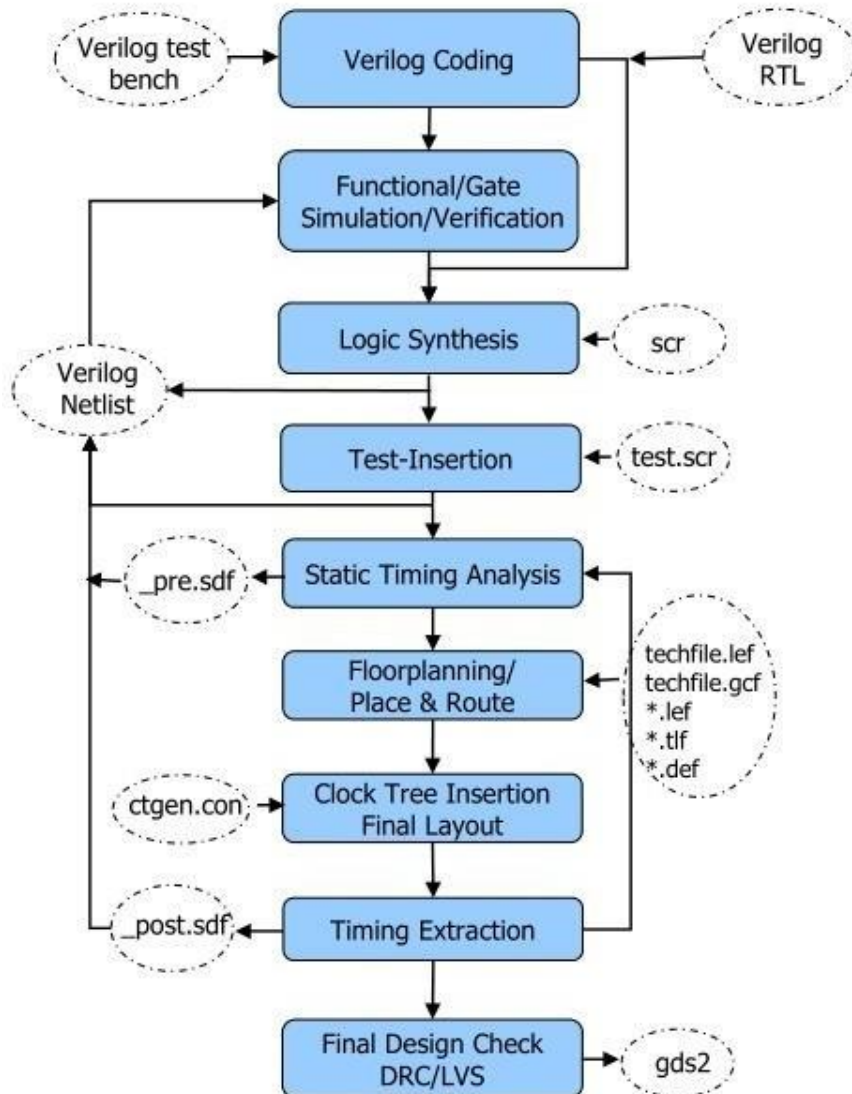 Verilog test
bench
Verilog Coding
Verilog
RTL
Functional/Gate
Simulation/Verification
Logic Synthesis
scr
Verilog
Netlist
Test-Insertion
test.scr
_pre.sdf
Static Timing Analysis
Floorplanning/
Place & Route
techfile.lef
techfile.gcf
*.lef
*.tlf
*.def
ctgen.con
Clock Tree Insertion
Final Layout
_post.sdf
Timing Extraction
Final Design Check
DRC/LVS
gds2